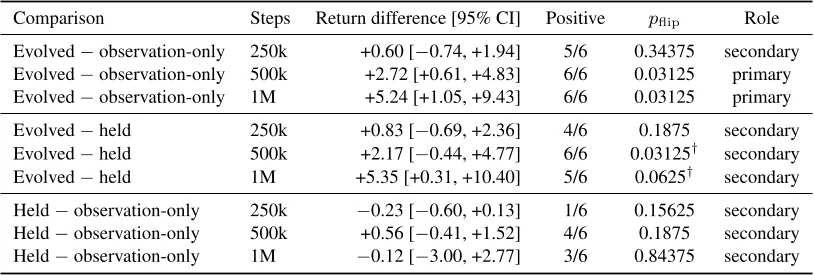 Comparison Steps Return difference [95% CI] Positive p_flip Role
Evolved − observation-only 250k +0.60 [−0.74, +1.94] 5/6 0.34375 secondary
Evolved − observation-only 500k +2.72 [+0.61, +4.83] 6/6 0.03125 primary
Evolved − observation-only 1M +5.24 [+1.05, +9.43] 6/6 0.03125 primary
Evolved − held 250k +0.83 [−0.69, +2.36] 4/6 0.1875 secondary
Evolved − held 500k +2.17 [−0.44, +4.77] 6/6 0.03125† secondary
Evolved − held 1M +5.35 [+0.31, +10.40] 5/6 0.0625† secondary
Held − observation-only 250k −0.23 [−0.60, +0.13] 1/6 0.15625 secondary
Held − observation-only 500k +0.56 [−0.41, +1.52] 4/6 0.1875 secondary
Held − observation-only 1M −0.12 [−3.00, +2.77] 3/6 0.84375 secondary